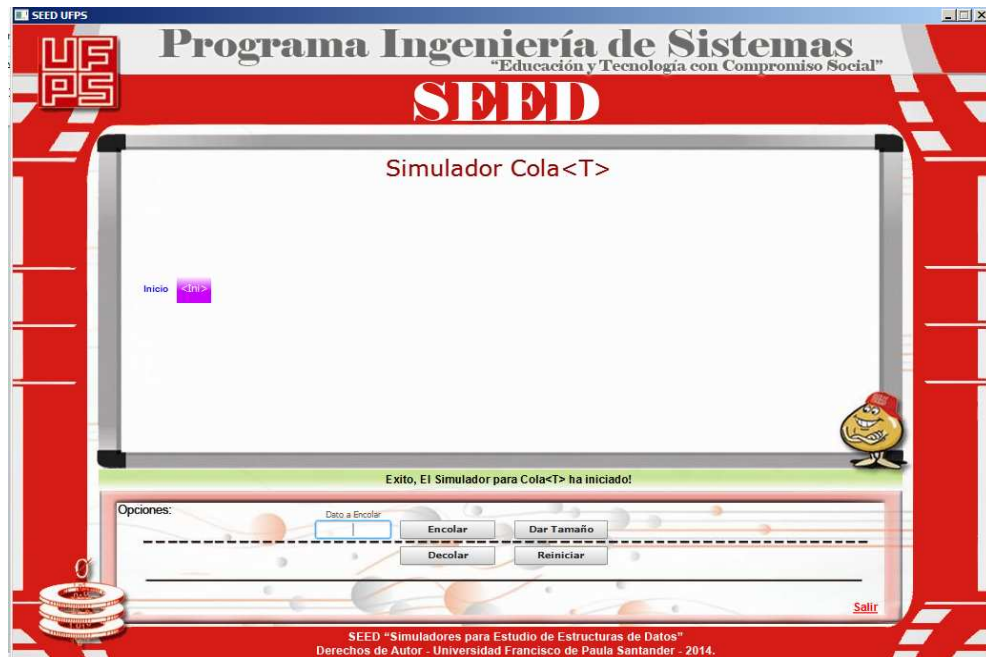 SEED UFPS
UFPS
Programa Ingeniería de Sistemas
“Educación y Tecnología con Compromiso Social”
SEED
Simulador Cola<T>
Inicio <Ini>
Exito, El Simulador para Cola<T> ha iniciado!
Opciones:
Dato a Encolar
Encolar Dar Tamaño
Decolar Reiniciar
Salir
SEED “Simuladores para Estudio de Estructuras de Datos”
Derechos de Autor - Universidad Francisco de Paula Santander - 2014.